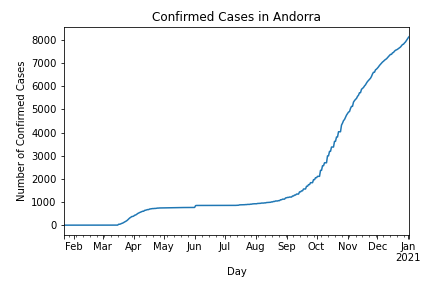 Confirmed Cases in Andorra
8000
7000
6000
5000
4000
3000
2000
1000
0
Number of Confirmed Cases
Feb Mar Apr May Jun Jul Aug Sep Oct Nov Dec Jan
2021
Day